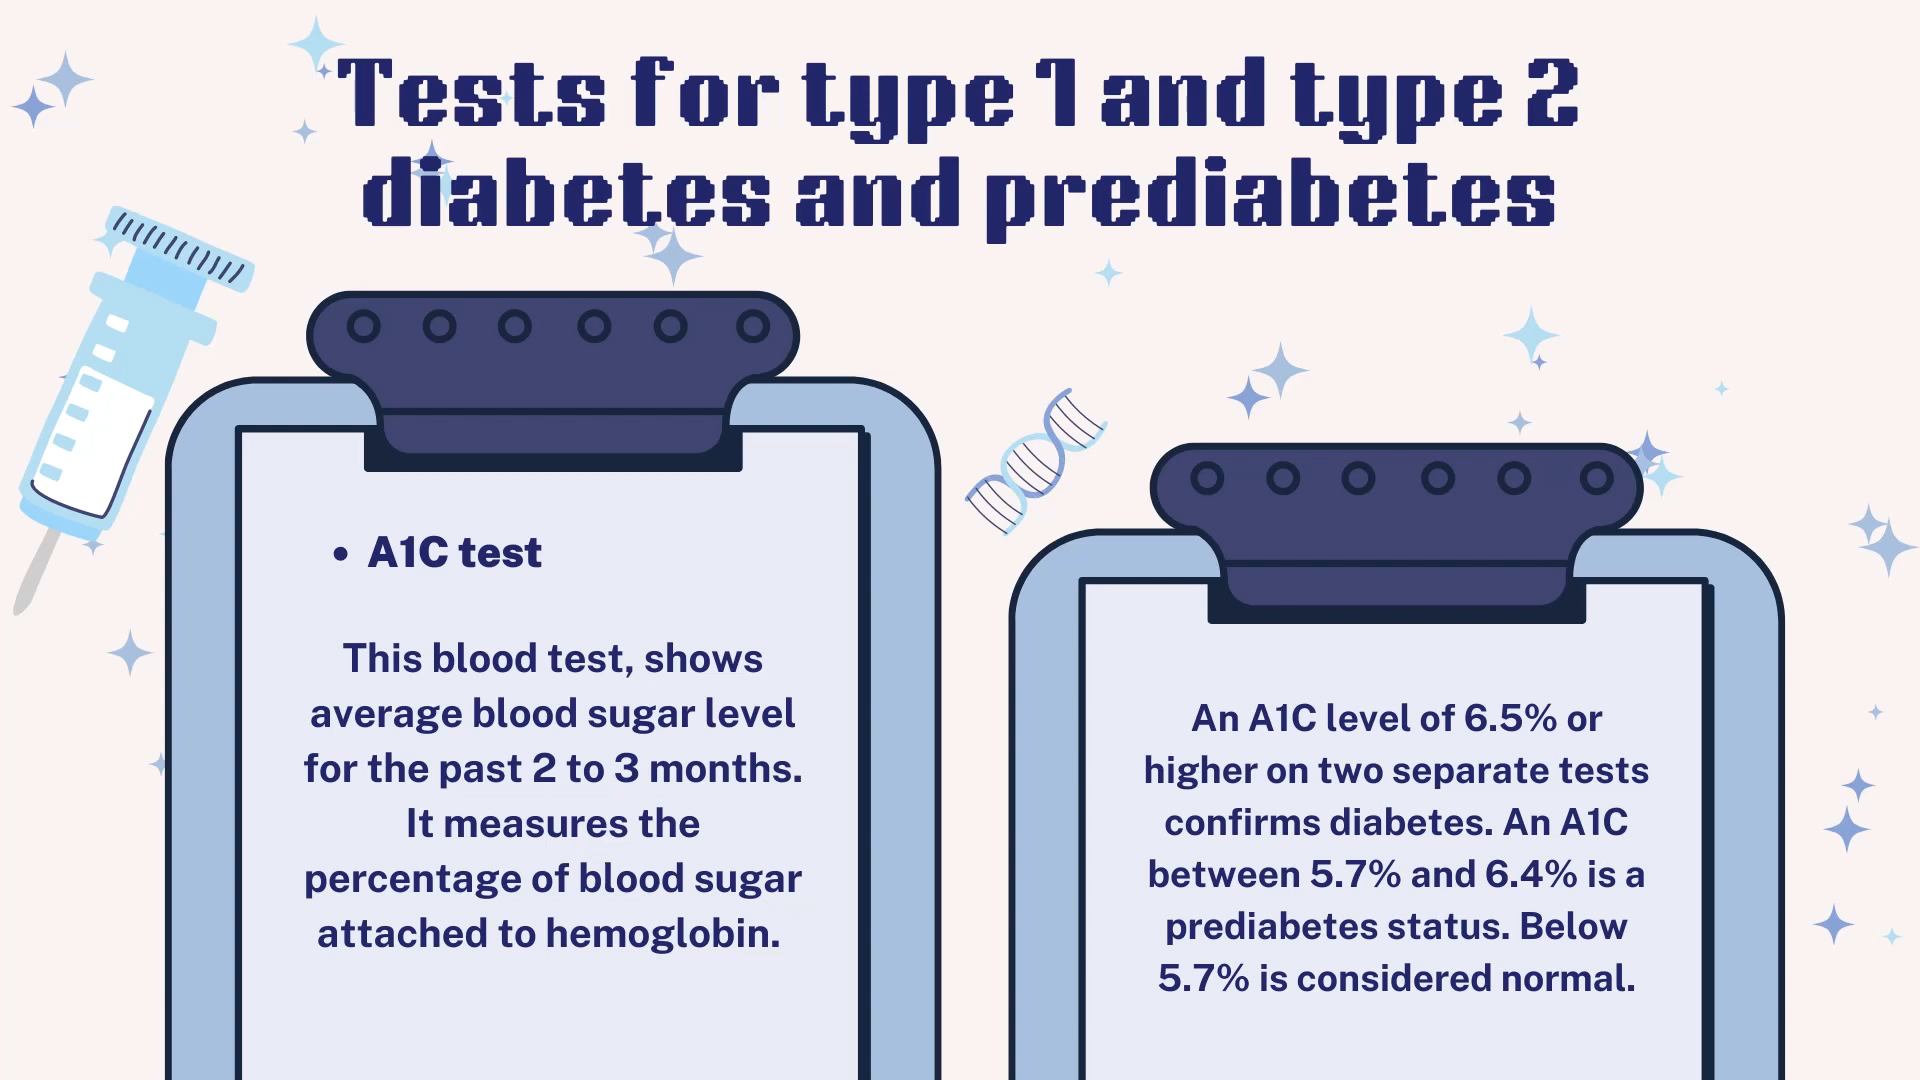 Tests for type 1 and type 2
diabetes and prediabetes
• A1C test
This blood test, shows
average blood sugar level
for the past 2 to 3 months.
It measures the
percentage of blood sugar
attached to hemoglobin.
An A1C level of 6.5% or
higher on two separate tests
confirms diabetes. An A1C
between 5.7% and 6.4% is a
prediabetes status. Below
5.7% is considered normal.